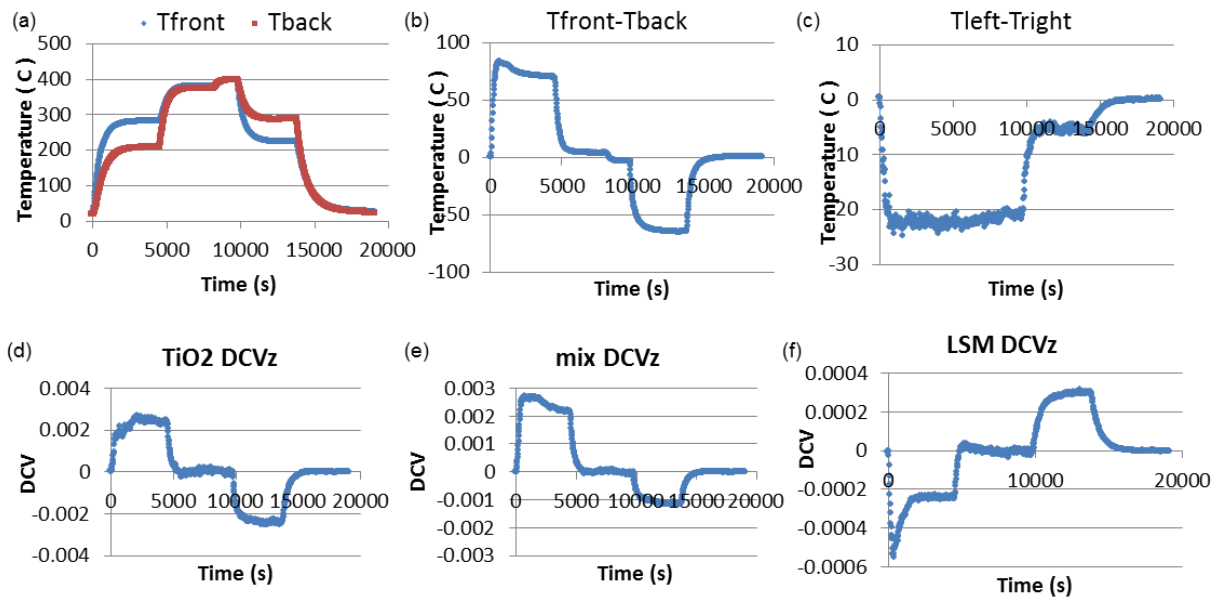 (a)
Tfront Tback
500
400
300
200
100
0
0 5000 10000 15000 20000
Temperature ( C )
Time (s)
(b)
Tfront-Tback
100
50
0
-50
-100
0 5000 10000 15000 20000
Temperature ( C )
Time (s)
(c)
Tleft-Tright
10
0
-10
-20
-30
0 5000 10000 15000 20000
Temperature ( C )
Time (s)
(d)
TiO2 DCVz
0.004
0.002
0
-0.002
-0.004
0 5000 10000 15000 20000
DCV
Time (s)
(e)
mix DCVz
0.003
0.002
0.001
0
-0.001
-0.002
-0.003
0 5000 10000 15000 20000
DCV
Time (s)
(f)
LSM DCVz
0.0004
0.0002
0
-0.0002
-0.0004
-0.0006
0 10000 20000
DCV
Time (s)